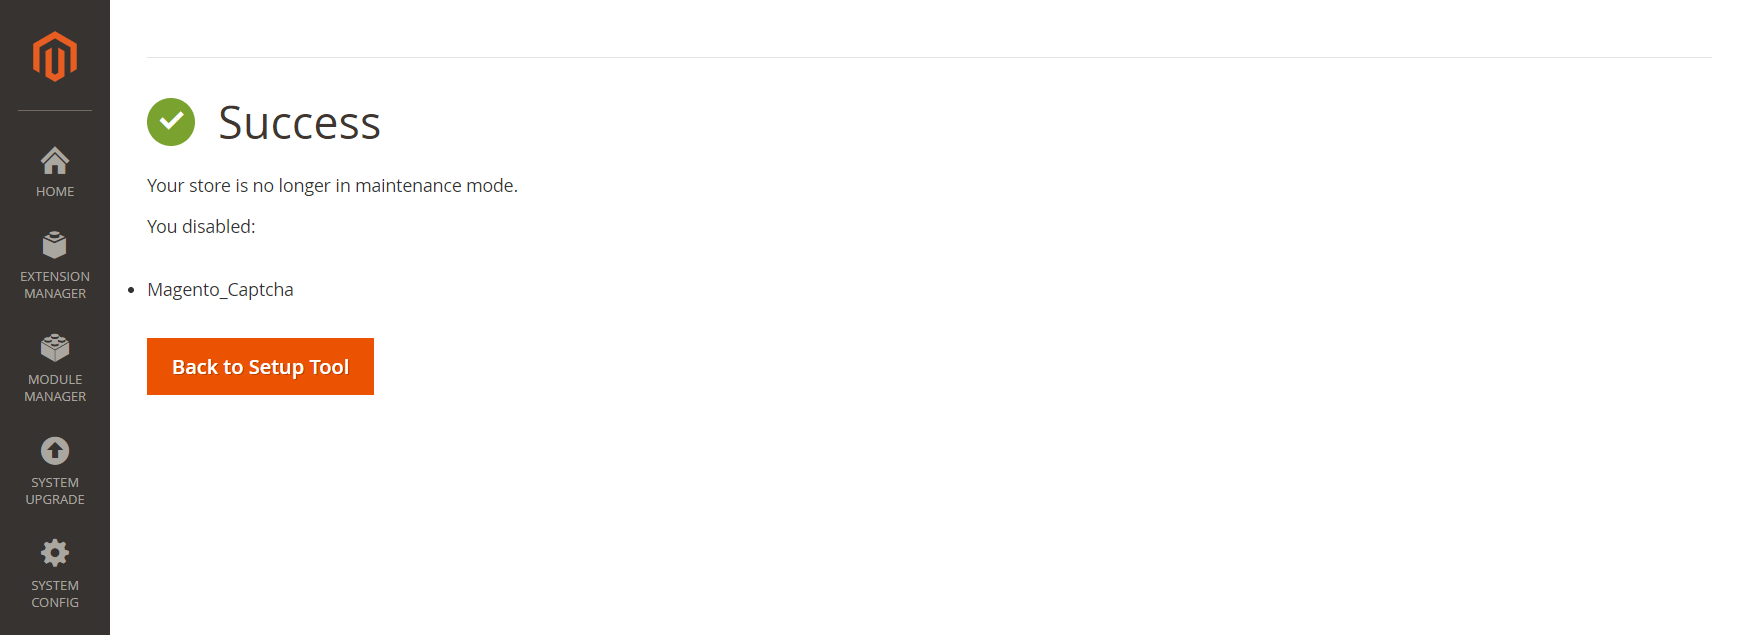 HOME
EXTENSION
MANAGER
MODULE
MANAGER
SYSTEM
UPGRADE
SYSTEM
CONFIG
Success
Your store is no longer in maintenance mode.
You disabled:
• Magento_Captcha
Back to Setup Tool